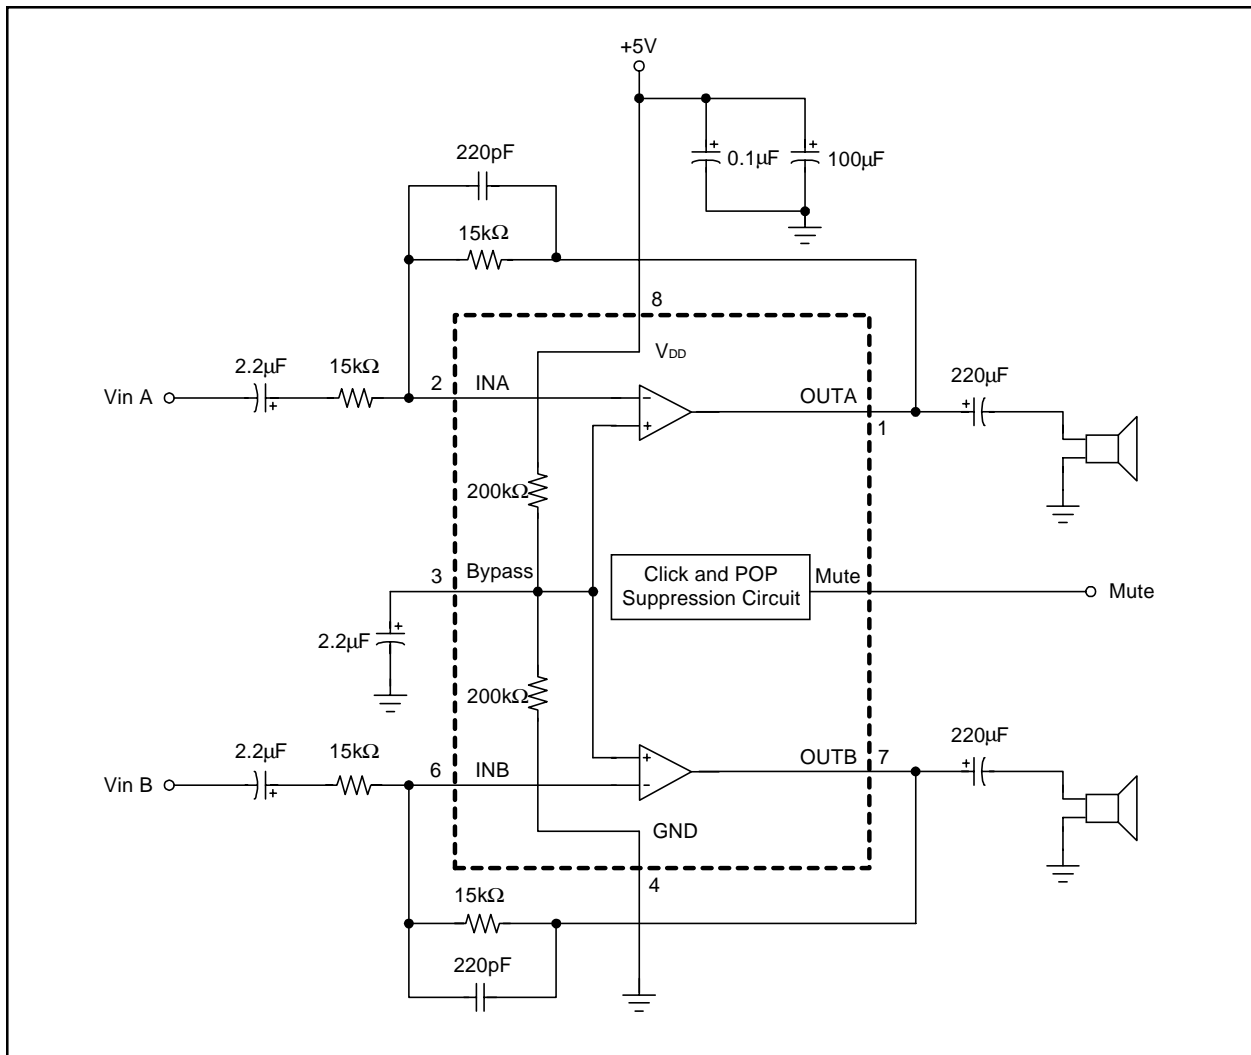 +5V
220pF
0.1μF
100μF
15kΩ
8
VDD
2.2μF
15kΩ
Vin A
2
INA
−
+
OUTA
1
220μF
+
+
+
+
200kΩ
3
Bypass
Click and POP
Suppression Circuit
Mute
Mute
+
2.2μF
200kΩ
2.2μF
15kΩ
Vin B
+
6
INB
+
−
OUTB
7
220μF
+
GND
4
15kΩ
220pF